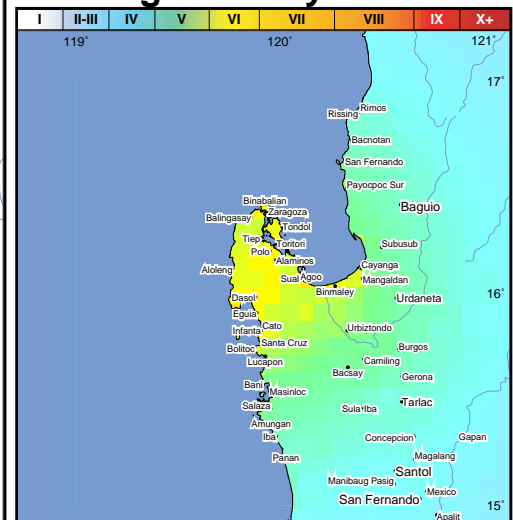 I II-III IV V VI VII VIII IX X+
119° 120° 121°
17°
Rimos
Rissing
Bacnotan
San Fernando
Payocpoc Sur
Binabalian
Baguio
Zaragoza
Balingasay
Tondol
Tiep
Toritori
Subusub
Polo
Alaminos
Cayanga
Aloleng
Sual Agoo
Mangaldan
Binmaley
16°
Dasol
Urdaneta
Eguia
Cato
Infanta
Urbiztondo
Santa Cruz
Bolitoc
Burgos
Lucapon
Camiling
Bacsay
Gerona
Bani
Masinloc
Tarlac
Salaza
Sula Iba
Amungan
Iba
Concepcion
Gapan
Panan
Magalang
Santol
Manibaug Pasig
Mexico
San Fernando
15°
Apalit